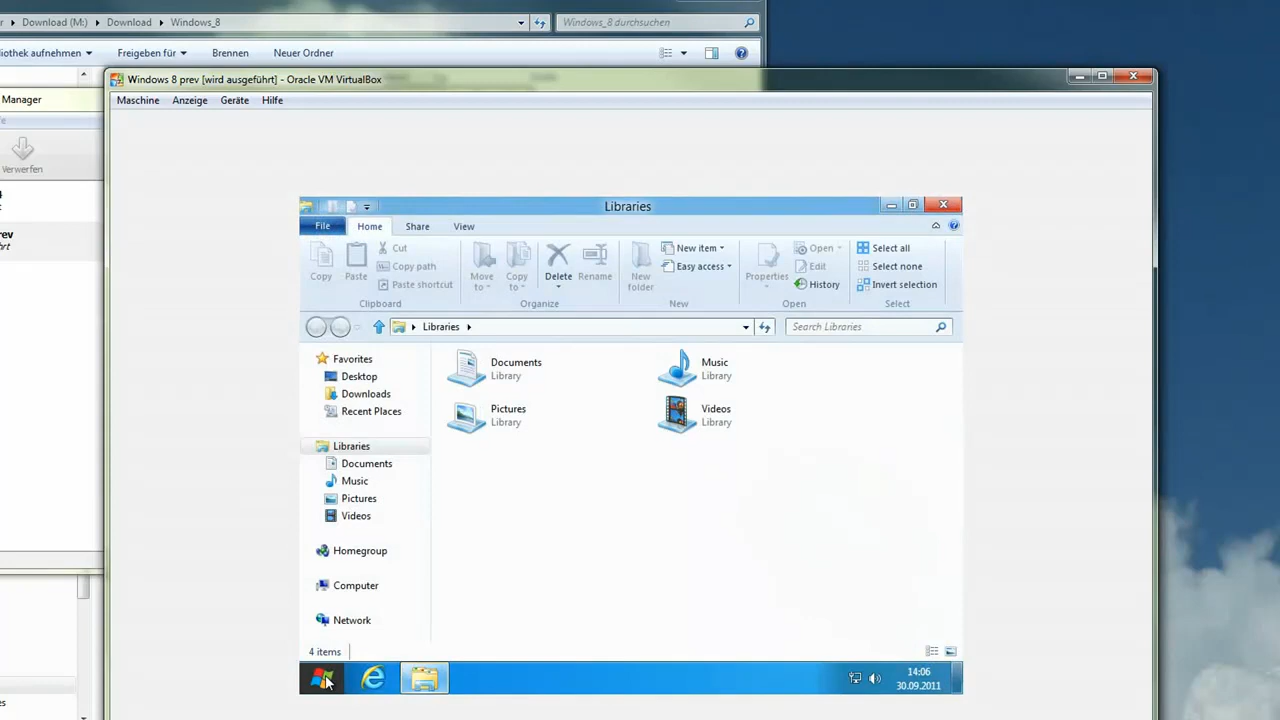 Download (M:) Download Windows_8
Windows_8 durchsuchen
Freigeben für Brennen Neuer Ordner
Manager
Verwerfen
Windows 8 prev [wird ausgeführt] - Oracle VM VirtualBox
Maschine Anzeige Geräte Hilfe
Libraries
File Home Share View
Copy
Paste
Cut
Copy path
Paste shortcut
Clipboard
Move to
Copy to
Delete
Rename
Organize
New folder
New item
Easy access
New
Properties
Open
Edit
History
Open
Select all
Select none
Invert selection
Select
Libraries
Search Libraries
Favorites
Desktop
Downloads
Recent Places
Libraries
Documents
Music
Pictures
Videos
Homegroup
Computer
Network
Documents
Library
Music
Library
Pictures
Library
Videos
Library
4 items
14:06
30.09.2011